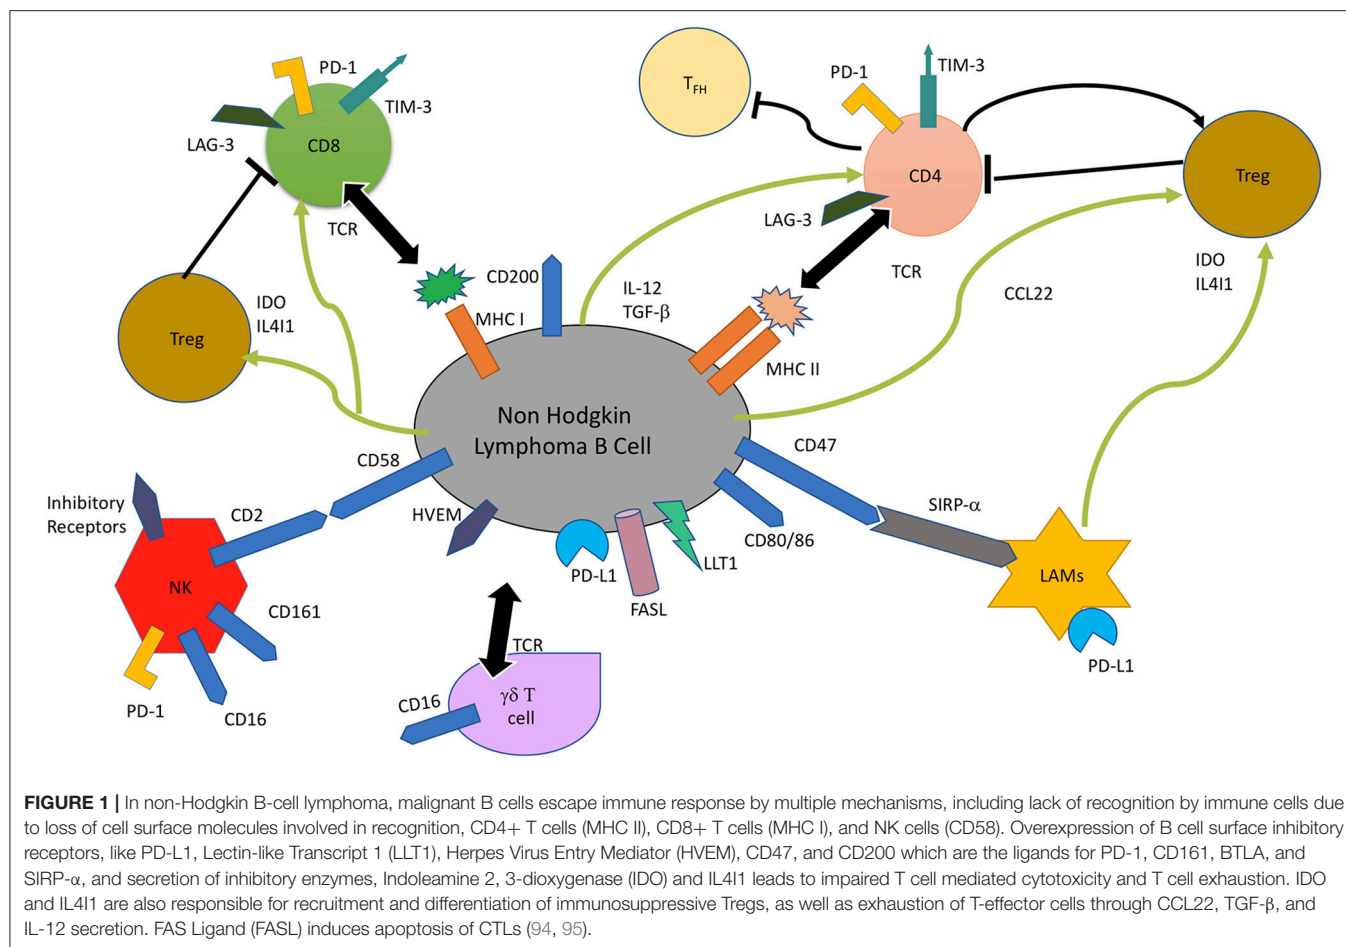 PD-1
TIM-3
LAG-3
CD8
TCR
IDO
IL4I1
Treg
T_FH
PD-1
TIM-3
CD4
LAG-3
TCR
Treg
IDO
IL4I1
CCL22
CD200
IL-12
TGF-β
MHC I
MHC II
Non Hodgkin
Lymphoma B Cell
CD58
CD47
Inhibitory
Receptors
CD2
HVEM
CD80/86
SIRP-α
NK
CD161
PD-L1
LLT1
FASL
LAMs
PD-L1
PD-1
CD16
TCR
CD16
γδ T
cell
FIGURE 1 | In non-Hodgkin B-cell lymphoma, malignant B cells escape immune response by multiple mechanisms, including lack of recognition by immune cells due
to loss of cell surface molecules involved in recognition, CD4+ T cells (MHC II), CD8+ T cells (MHC I), and NK cells (CD58). Overexpression of B cell surface inhibitory
receptors, like PD-L1, Lectin-like Transcript 1 (LLT1), Herpes Virus Entry Mediator (HVEM), CD47, and CD200 which are the ligands for PD-1, CD161, BTLA, and
SIRP-α, and secretion of inhibitory enzymes, Indoleamine 2, 3-dioxygenase (IDO) and IL4I1 leads to impaired T cell mediated cytotoxicity and T cell exhaustion. IDO
and IL4I1 are also responsible for recruitment and differentiation of immunosuppressive Tregs, as well as exhaustion of T-effector cells through CCL22, TGF-β, and
IL-12 secretion. FAS Ligand (FASL) induces apoptosis of CTLs (94, 95).